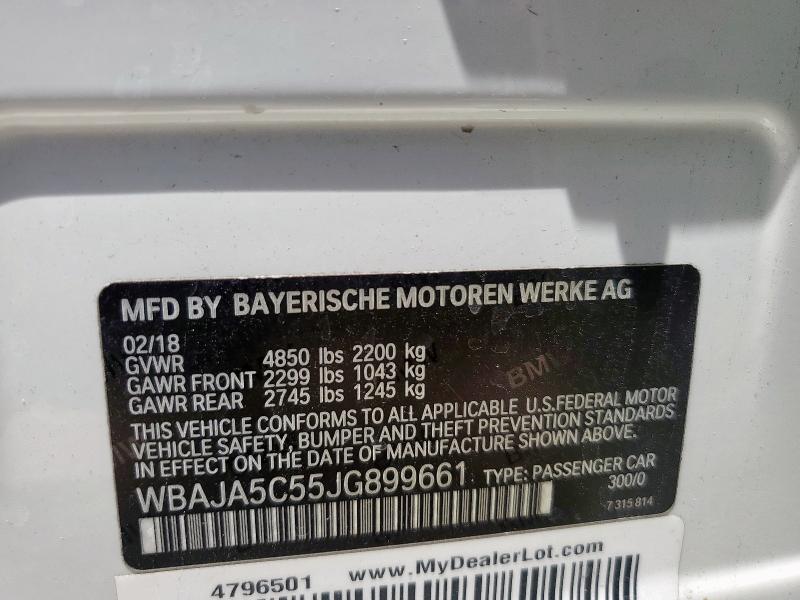 MFD BY BAYERISCHE MOTOREN WERKE AG
02/18
GVWR 4850 lbs 2200 kg
GAWR FRONT 2299 lbs 1043 kg
GAWR REAR 2745 lbs 1245 kg
THIS VEHICLE CONFORMS TO ALL APPLICABLE U.S.FEDERAL MOTOR
VEHICLE SAFETY, BUMPER AND THEFT PREVENTION STANDARDS
IN EFFECT ON THE DATE OF MANUFACTURE SHOWN ABOVE.
WBAJA5C55JG899661 TYPE: PASSENGER CAR
300/0
7 315 814
4796501 www.MyDealerLot.com